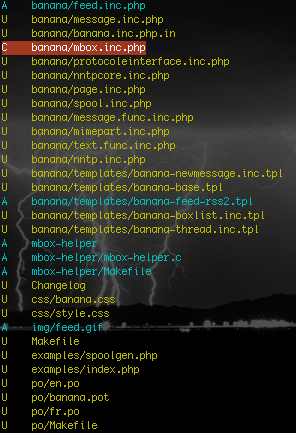 A banana/feed.inc.php
U banana/message.inc.php
U banana/banana.inc.php.in
C banana/mbox.inc.php
U banana/protocoleinterface.inc.php
U banana/nntpcore.inc.php
U banana/page.inc.php
U banana/spool.inc.php
U banana/message.func.inc.php
U banana/mimepart.inc.php
U banana/text.func.inc.php
U banana/nntp.inc.php
U banana/templates/banana-newmessage.inc.tpl
U banana/templates/banana-base.tpl
A banana/templates/banana-feed-rss2.tpl
U banana/templates/banana-boxlist.inc.tpl
U banana/templates/banana-thread.inc.tpl
A mbox-helper
A mbox-helper/mbox-helper.c
A mbox-helper/Makefile
U Changelog
U css/banana.css
U css/style.css
A img/feed.gif
U Makefile
U examples/spoolgen.php
U examples/index.php
U po/en.po
U po/banana.pot
U po/fr.po
U po/Makefile